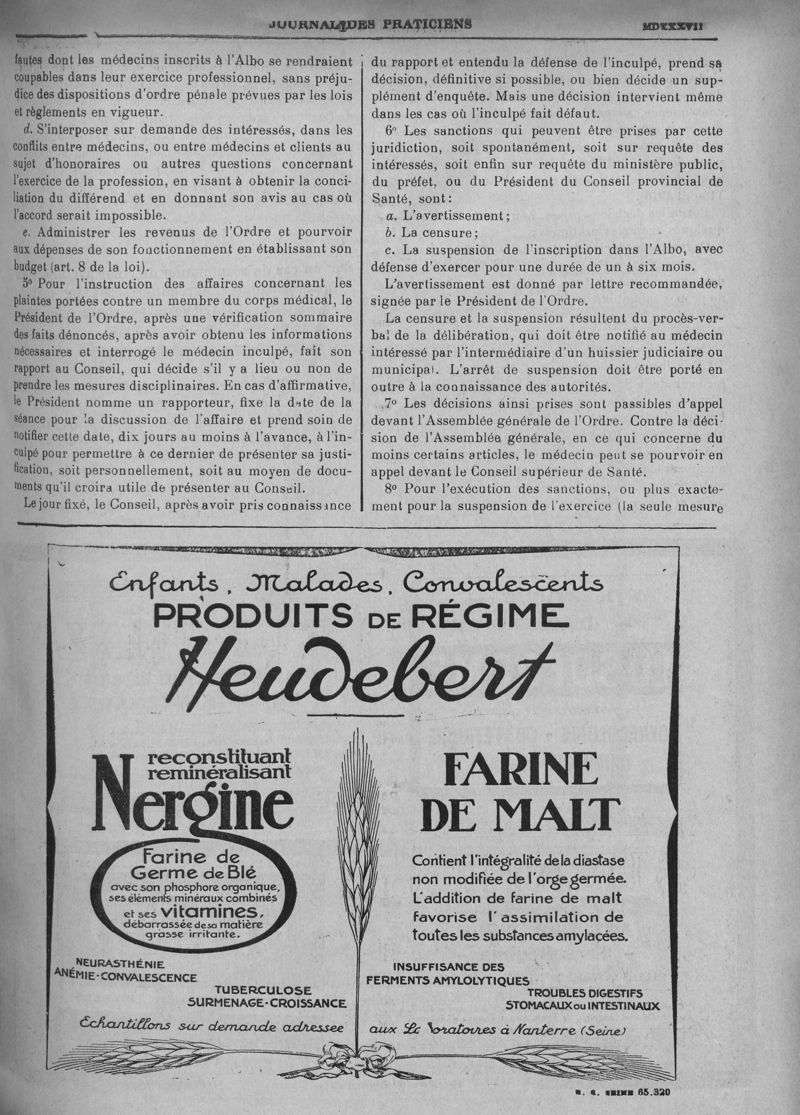 JOURNAL DES PRATICIENS
MDXXXVII
fautes dont les médecins inscrits à l'Albo se rendraient
coupables dans leur exercice professionnel, sans préju-
dice des dispositions d'ordre pénale prévues par les lois
et règlements en vigueur.
d. S'interposer sur demande des intéressés, dans les
conflits entre médecins, ou entre médecins et clients au
sujet d'honoraires ou autres questions concernant
l'exercice de la profession, en visant à obtenir la conci-
liation du différend et en donnant son avis au cas où
l'accord serait impossible.
e. Administrer les revenus de l'Ordre et pourvoir
aux dépenses de son fonctionnement en établissant son
budget (art. 8 de la loi).
5° Pour l'instruction des affaires concernant les
plaintes portées contre un membre du corps médical, le
Président de l'Ordre, après une vérification sommaire
des faits dénoncés, après avoir obtenu les informations
nécessaires et interrogé le médecin inculpé, fait son
rapport au Conseil, qui décide s'il y a lieu ou non de
prendre les mesures disciplinaires. En cas d'affirmative,
le Président nomme un rapporteur, fixe la date de la
séance pour la discussion de l'affaire et prend soin de
notifier cette date, dix jours au moins à l'avance, à l'in-
culpé pour permettre à ce dernier de présenter sa justi-
fication, soit personnellement, soit au moyen de docu-
ments qu'il croira utile de présenter au Conseil.
Le jour fixé, le Conseil, après avoir pris connaissance
du rapport et entendu la défense de l'inculpé, prend sa
décision, définitive si possible, ou bien décide un sup-
plément d'enquête. Mais une décision intervient même
dans les cas où l'inculpé fait défaut.
6° Les sanctions qui peuvent être prises par cette
juridiction, soit spontanément, soit sur requête des
intéressés, soit enfin sur requête du ministère public,
du préfet, ou du Président du Conseil provincial de
Santé, sont :
a. L'avertissement ;
b. La censure ;
c. La suspension de l'inscription dans l'Albo, avec
défense d'exercer pour une durée de un à six mois.
L'avertissement est donné par lettre recommandée,
signée par le Président de l'Ordre.
La censure et la suspension résultent du procès-ver-
bal de la délibération, qui doit être notifié au médecin
intéressé par l'intermédiaire d'un huissier judiciaire ou
municipal. L'arrêt de suspension doit être porté en
outre à la connaissance des autorités.
7° Les décisions ainsi prises sont passibles d'appel
devant l'Assemblée générale de l'Ordre. Contre la déci-
sion de l'Assemblée générale, en ce qui concerne du
moins certains articles, le médecin peut se pourvoir en
appel devant le Conseil supérieur de Santé.
8° Pour l'exécution des sanctions, ou plus exacte-
ment pour la suspension de l'exercice (la seule mesure
Enfants, Malades, Convalescents
PRODUITS DE RÉGIME
Heudebert
reconstituant
reminéralisant
Nergine
Farine de
Germe de Blé
avec son phosphore organique,
ses éléments minéraux combinés
et ses vitamines,
débarrassée de sa matière
grasse irritante.
NEURASTHÉNIE
ANÉMIE-CONVALESCENCE
TUBERCULOSE
SURMENAGE-CROISSANCE
FARINE
DE MALT
Contient l'intégralité de la diastase
non modifiée de l'orge germée.
L'addition de farine de malt
favorise l'assimilation de
toutes les substances amylacées.
INSUFFISANCE DES
FERMENTS AMYLOLYTIQUES
TROUBLES DIGESTIFS
STOMACAUX ou INTESTINAUX
Échantillons sur demande adressée aux Laboratoires à Nanterre (Seine)
65.320